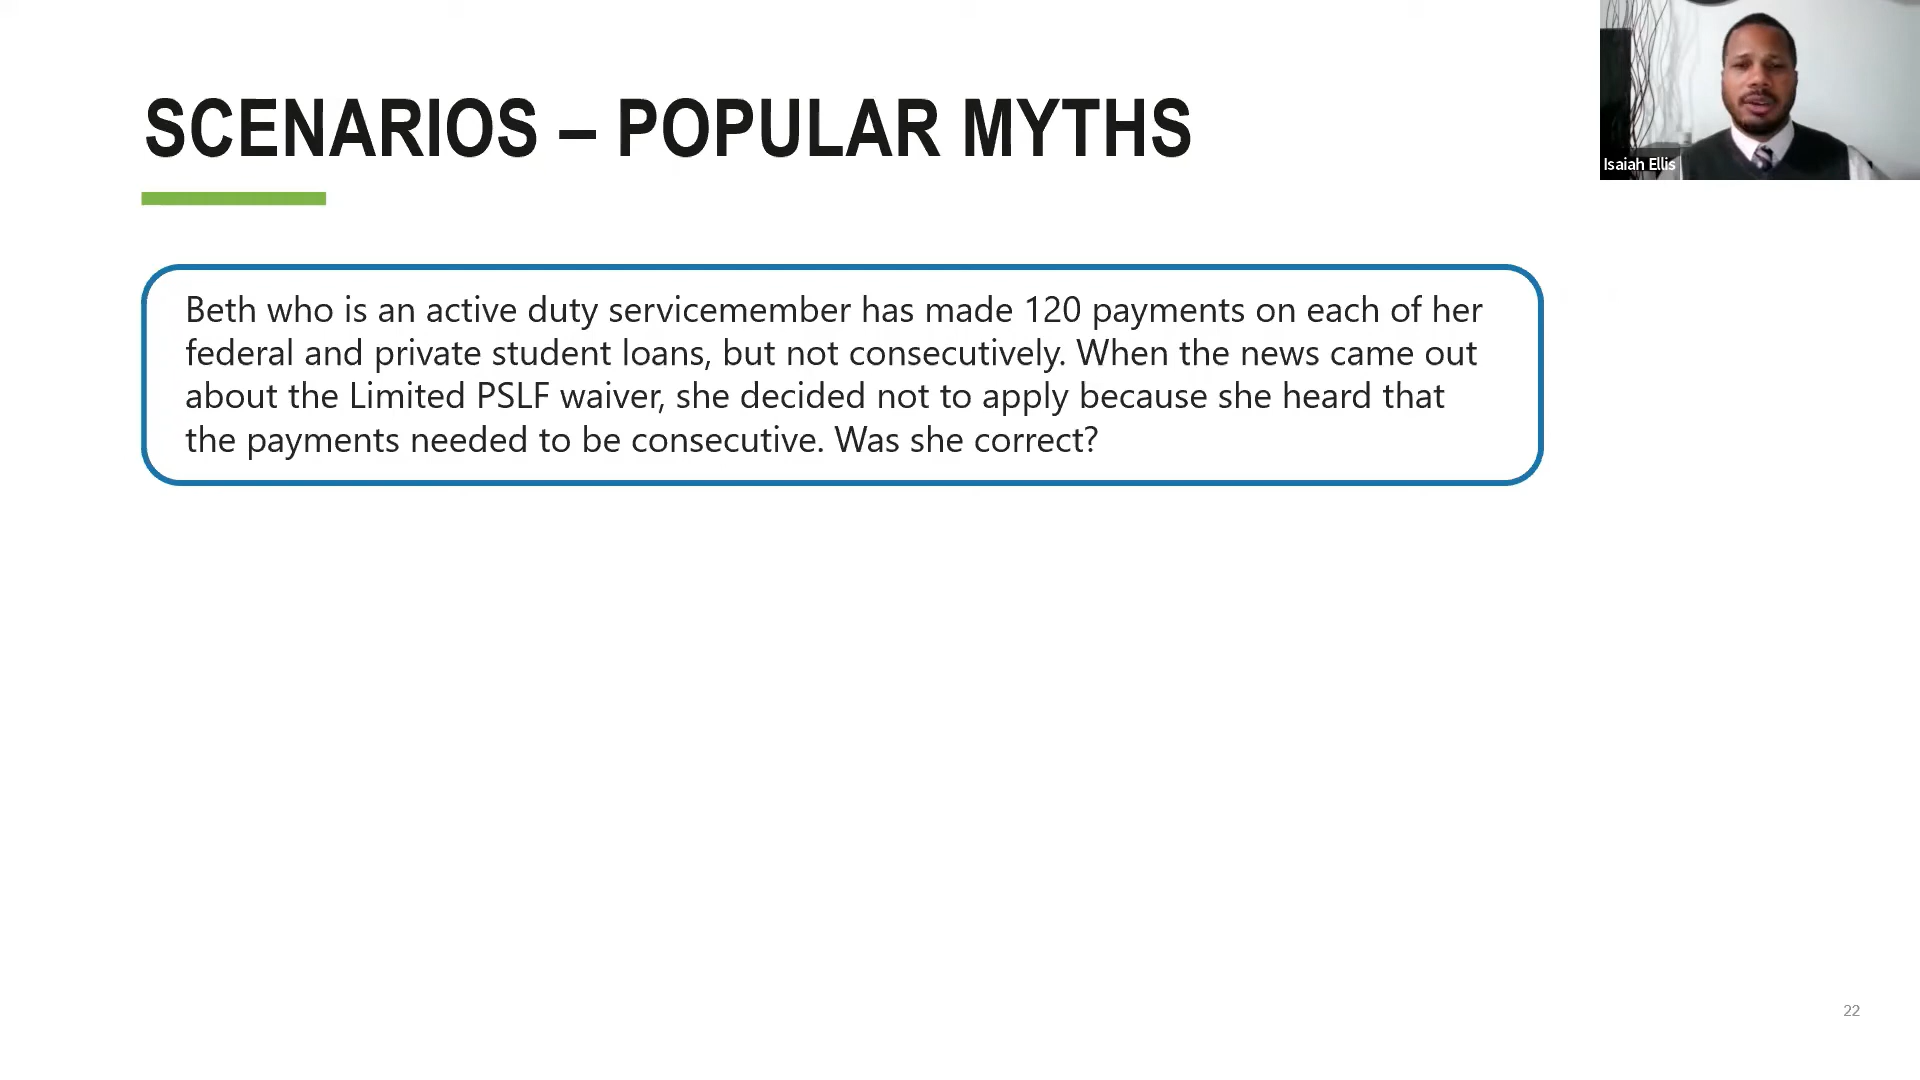 SCENARIOS – POPULAR MYTHS
Isaiah Ellis
Beth who is an active duty servicemember has made 120 payments on each of her
federal and private student loans, but not consecutively. When the news came out
about the Limited PSLF waiver, she decided not to apply because she heard that
the payments needed to be consecutive. Was she correct?
22